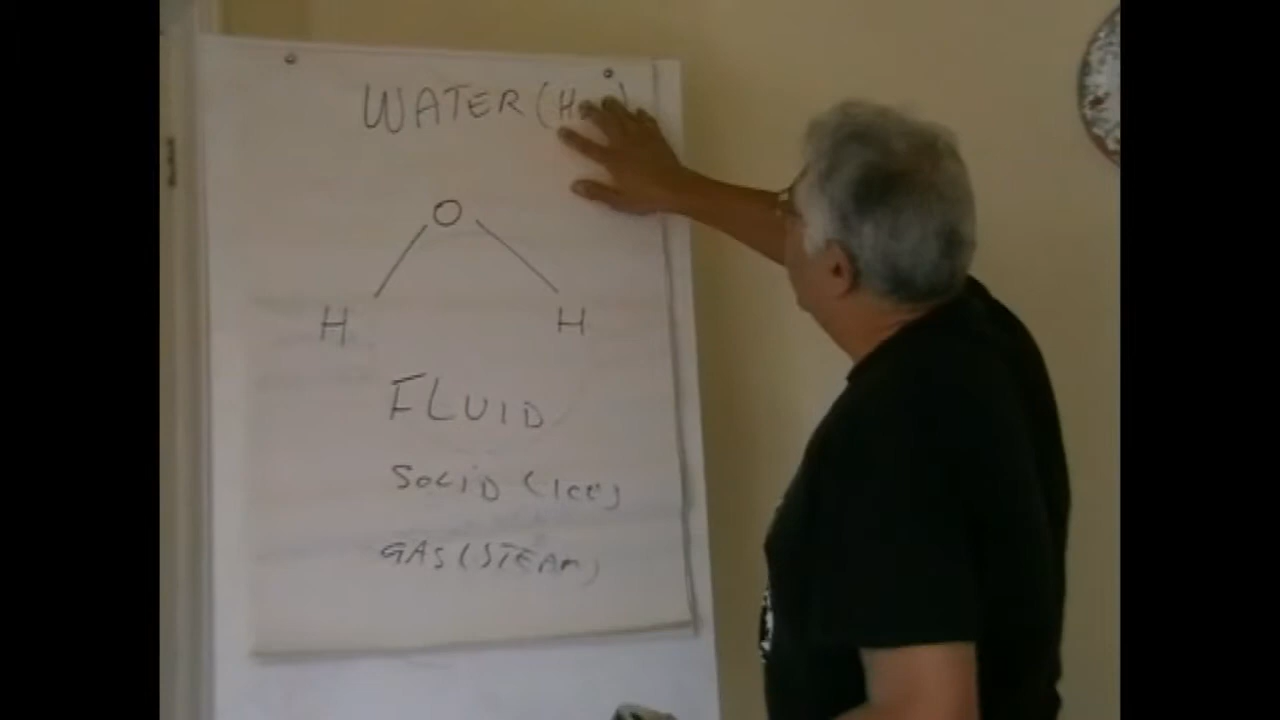 WATER (H
O
H H
FLUID
SOLID (ICE)
GAS (STEAM)